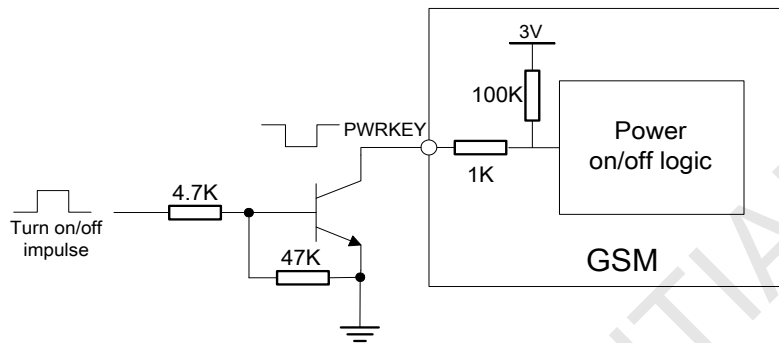 3V
100K
PWRKEY
Power
on/off logic
1K
4.7K
Turn on/off
impulse
47K
GSM